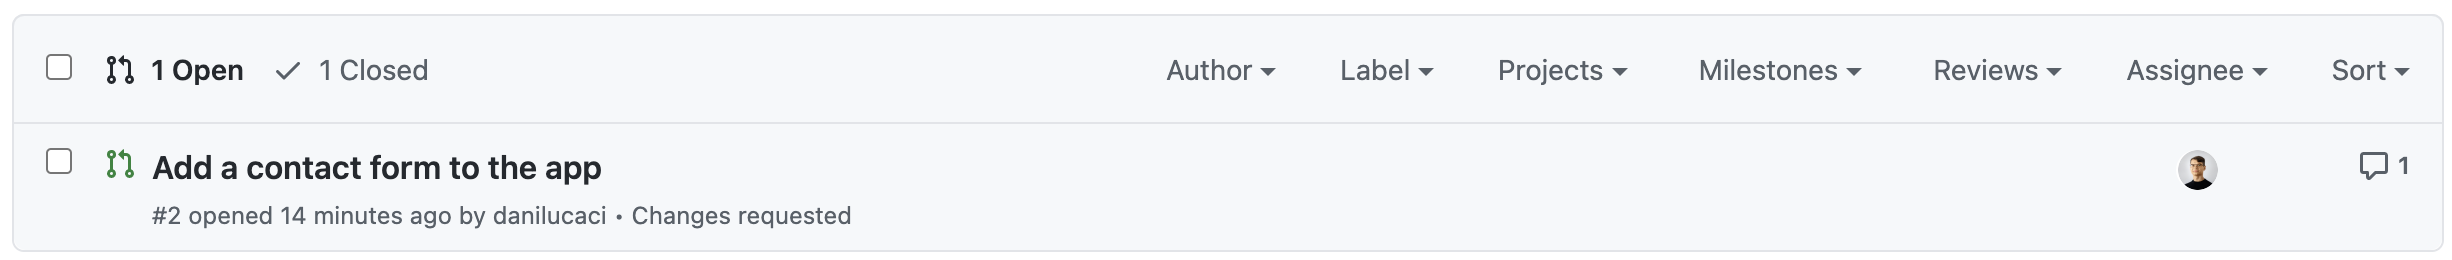 1 Open 1 Closed Author Label Projects Milestones Reviews Assignee Sort
Add a contact form to the app 1
#2 opened 14 minutes ago by danilucaci • Changes requested